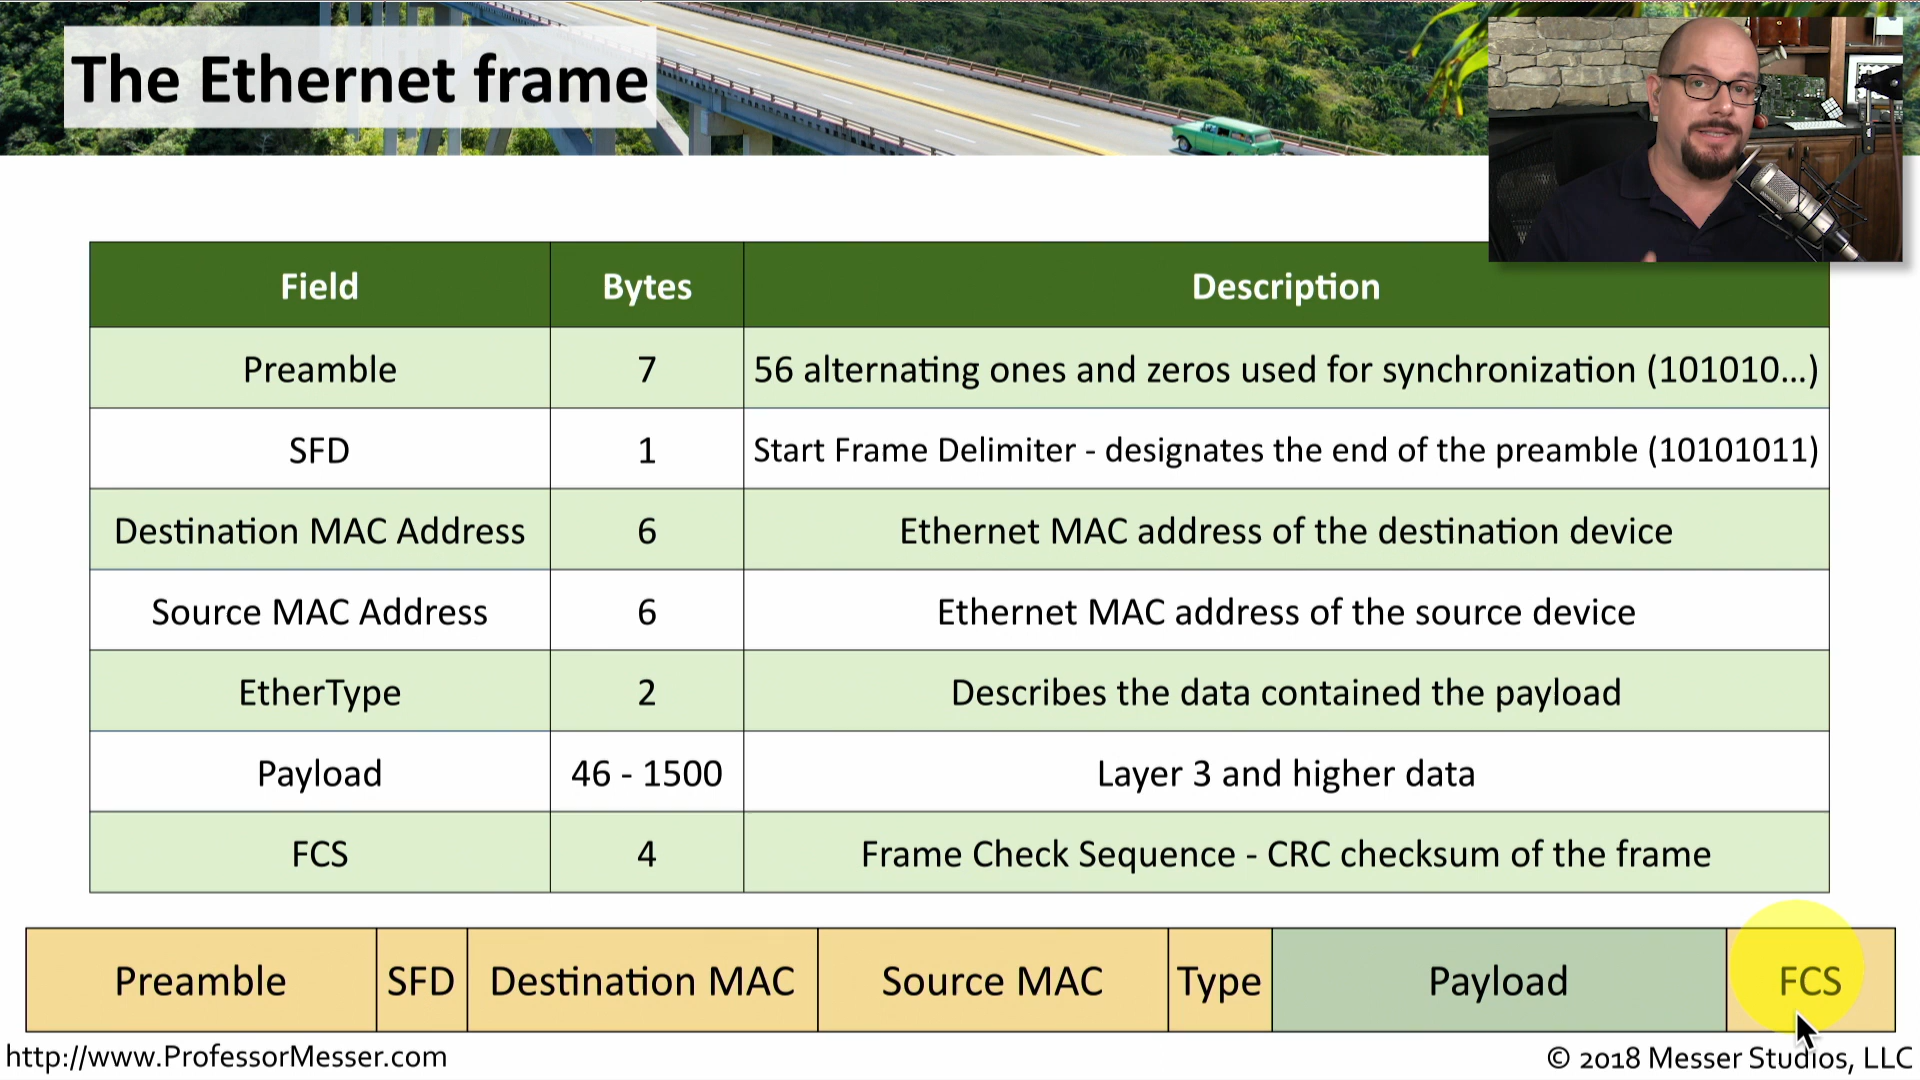 The Ethernet frame
Field Bytes Description
Preamble 7 56 alternating ones and zeros used for synchronization (101010...)
SFD 1 Start Frame Delimiter - designates the end of the preamble (10101011)
Destination MAC Address 6 Ethernet MAC address of the destination device
Source MAC Address 6 Ethernet MAC address of the source device
EtherType 2 Describes the data contained the payload
Payload 46 - 1500 Layer 3 and higher data
FCS 4 Frame Check Sequence - CRC checksum of the frame
Preamble SFD Destination MAC Source MAC Type Payload FCS
http://www.ProfessorMesser.com © 2018 Messer Studios, LLC